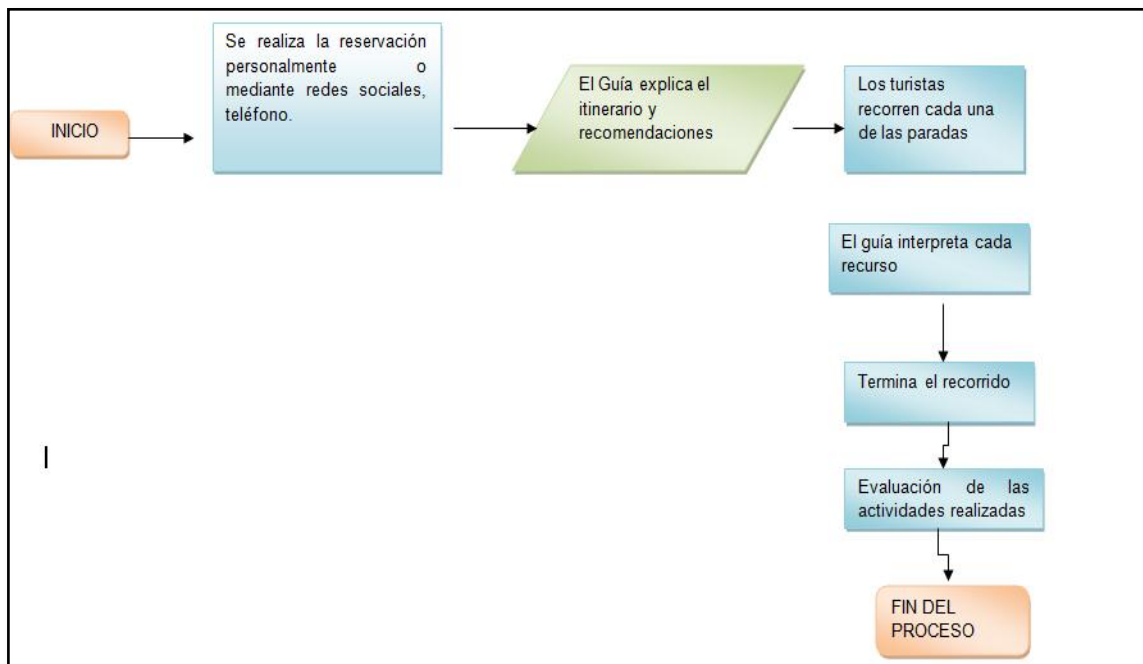 INICIO
Se realiza la reservación
personalmente o
mediante redes sociales,
teléfono.
El Guía explica el
itinerario y
recomendaciones
Los turistas
recorren cada una
de las paradas
El guía interpreta cada
recurso
Termina el recorrido
Evaluación de las
actividades realizadas
FIN DEL
PROCESO